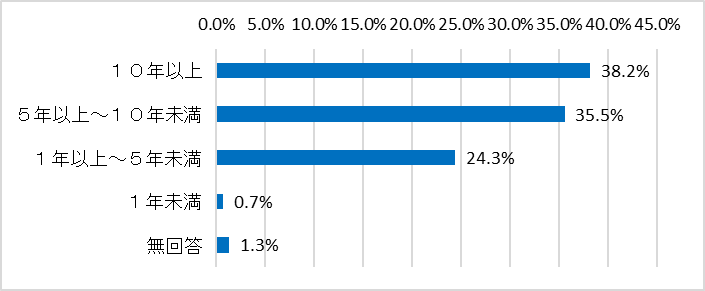 0.0% 5.0% 10.0% 15.0% 20.0% 25.0% 30.0% 35.0% 40.0% 45.0%
１０年以上 38.2%
５年以上～１０年未満 35.5%
１年以上～５年未満 24.3%
１年未満 0.7%
無回答 1.3%